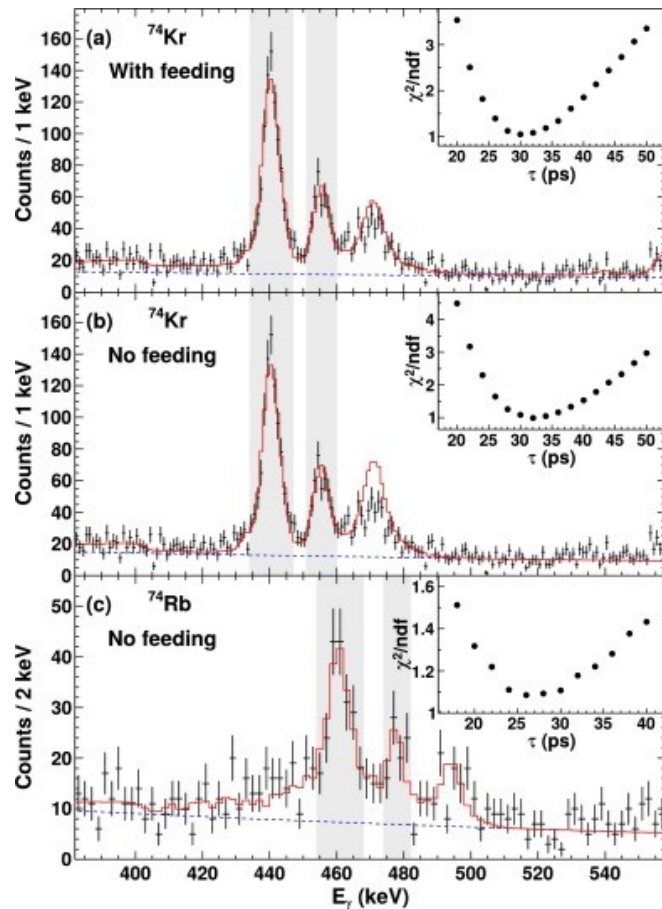 (a) ⁷⁴Kr
With feeding
Counts / 1 keV
160
140
120
100
80
60
40
20
0
χ²/ndf
3
2
1
20 25 30 35 40 45 50
τ (ps)
(b) ⁷⁴Kr
No feeding
Counts / 1 keV
160
140
120
100
80
60
40
20
0
χ²/ndf
4
3
2
1
20 25 30 35 40 45 50
τ (ps)
(c) ⁷⁴Rb
No feeding
Counts / 2 keV
50
40
30
20
10
0
χ²/ndf
1.6
1.4
1.2
1
20 25 30 35 40
τ (ps)
400 420 440 460 480 500 520 540
Eγ (keV)